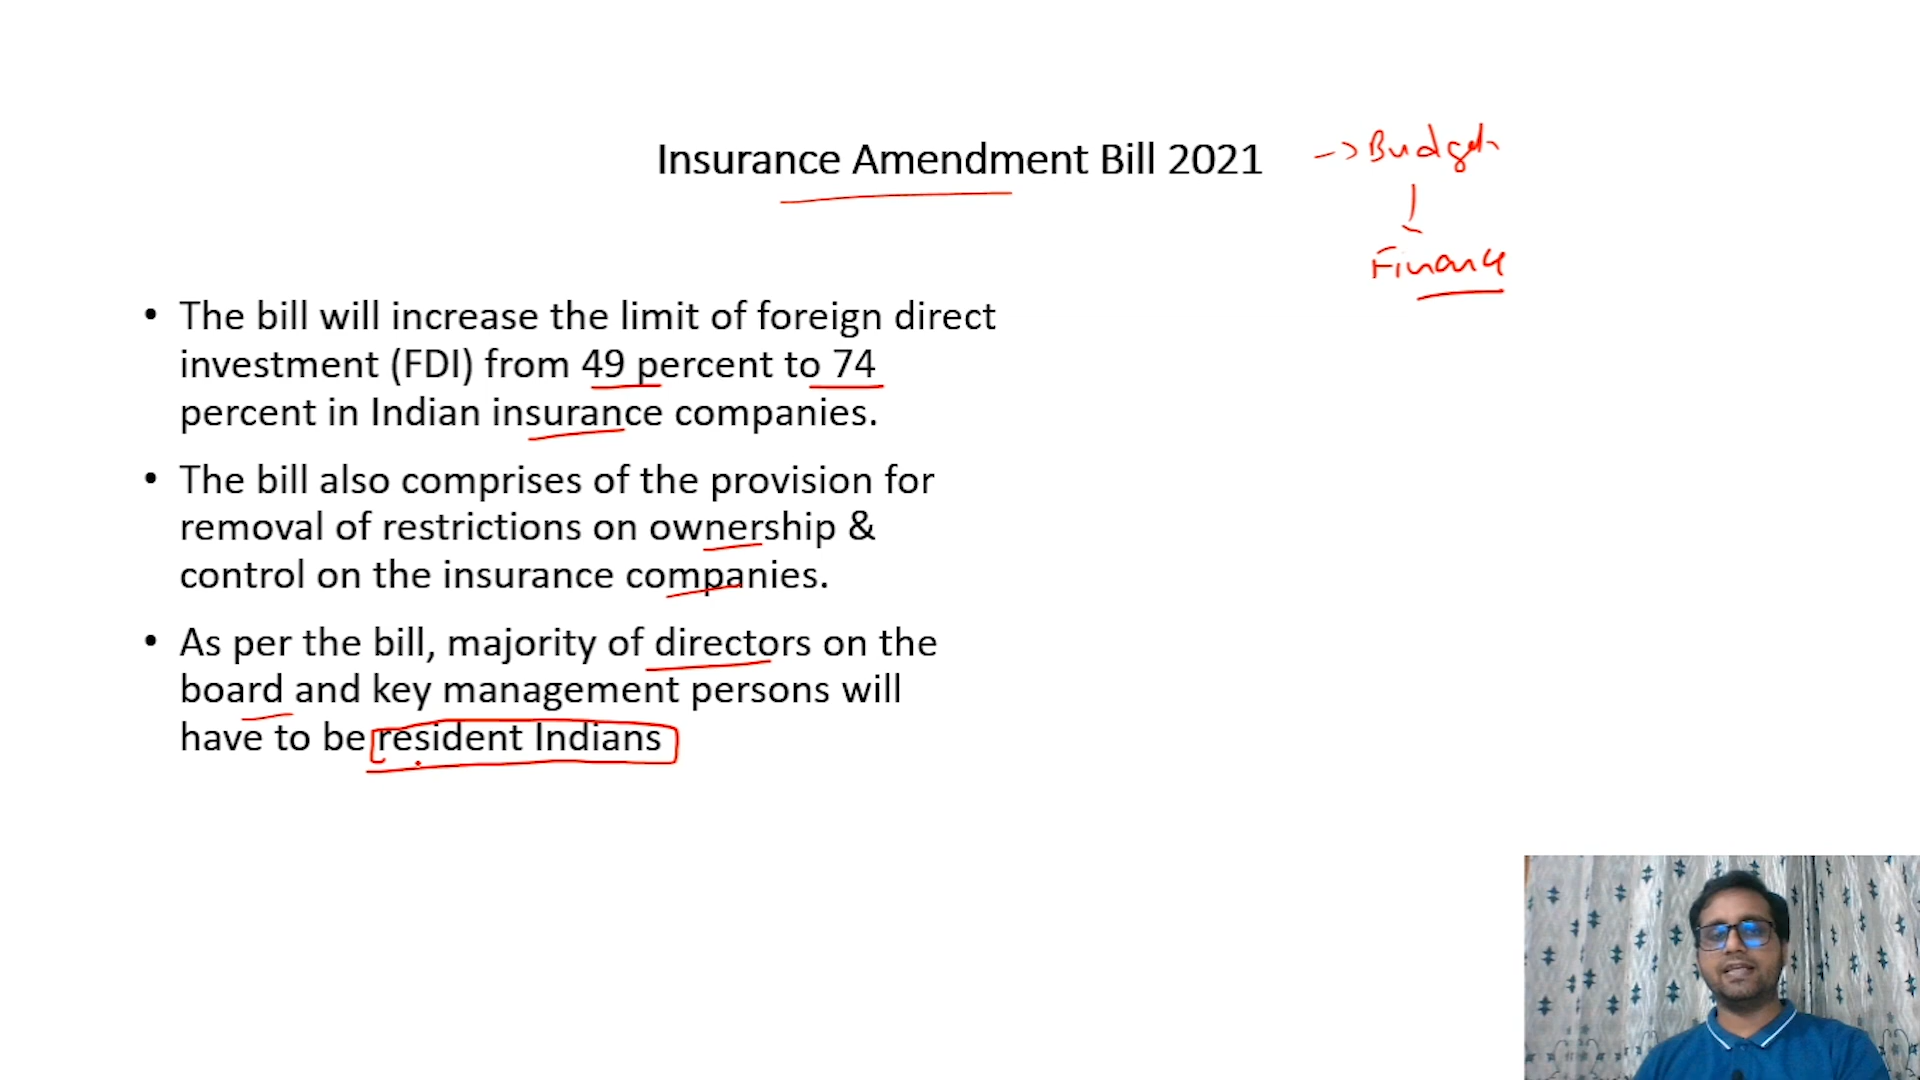 Insurance Amendment Bill 2021
-> Budget
Finance
• The bill will increase the limit of foreign direct
investment (FDI) from 49 percent to 74
percent in Indian insurance companies.
• The bill also comprises of the provision for
removal of restrictions on ownership &
control on the insurance companies.
• As per the bill, majority of directors on the
board and key management persons will
have to be resident Indians